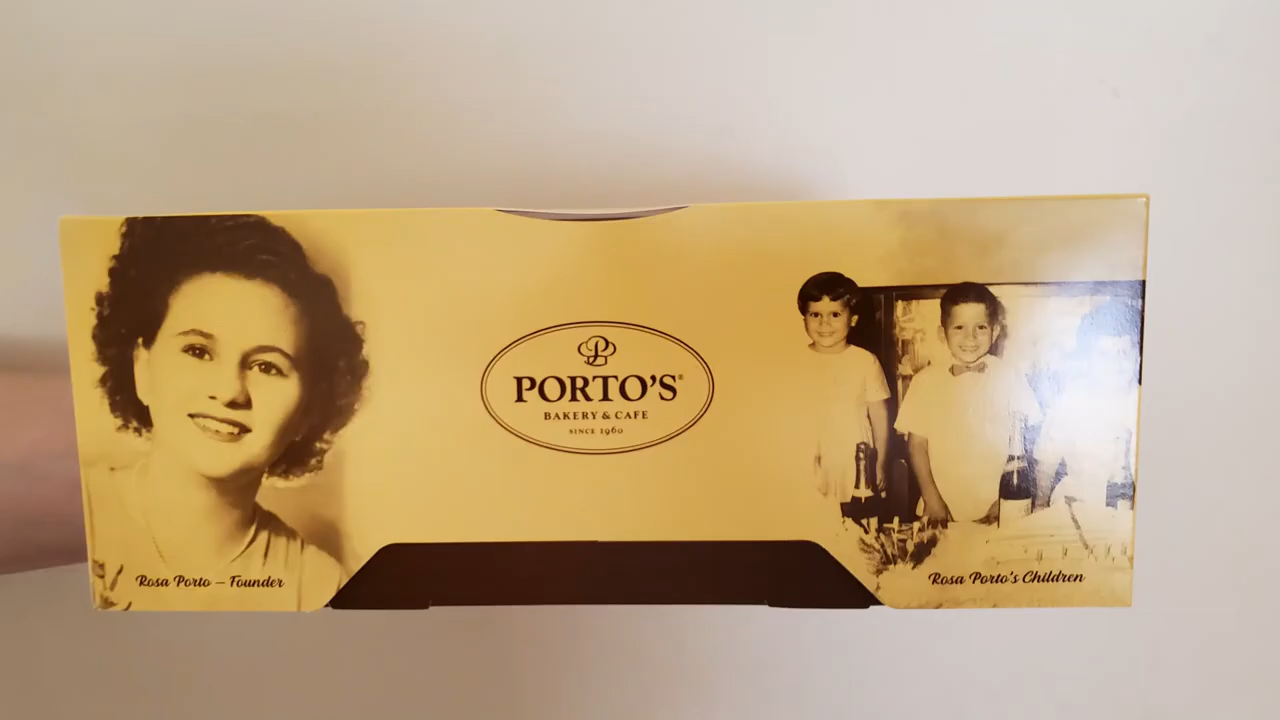 PORTO'S®
BAKERY & CAFE
SINCE 1960
Rosa Porto – Founder
Rosa Porto's Children